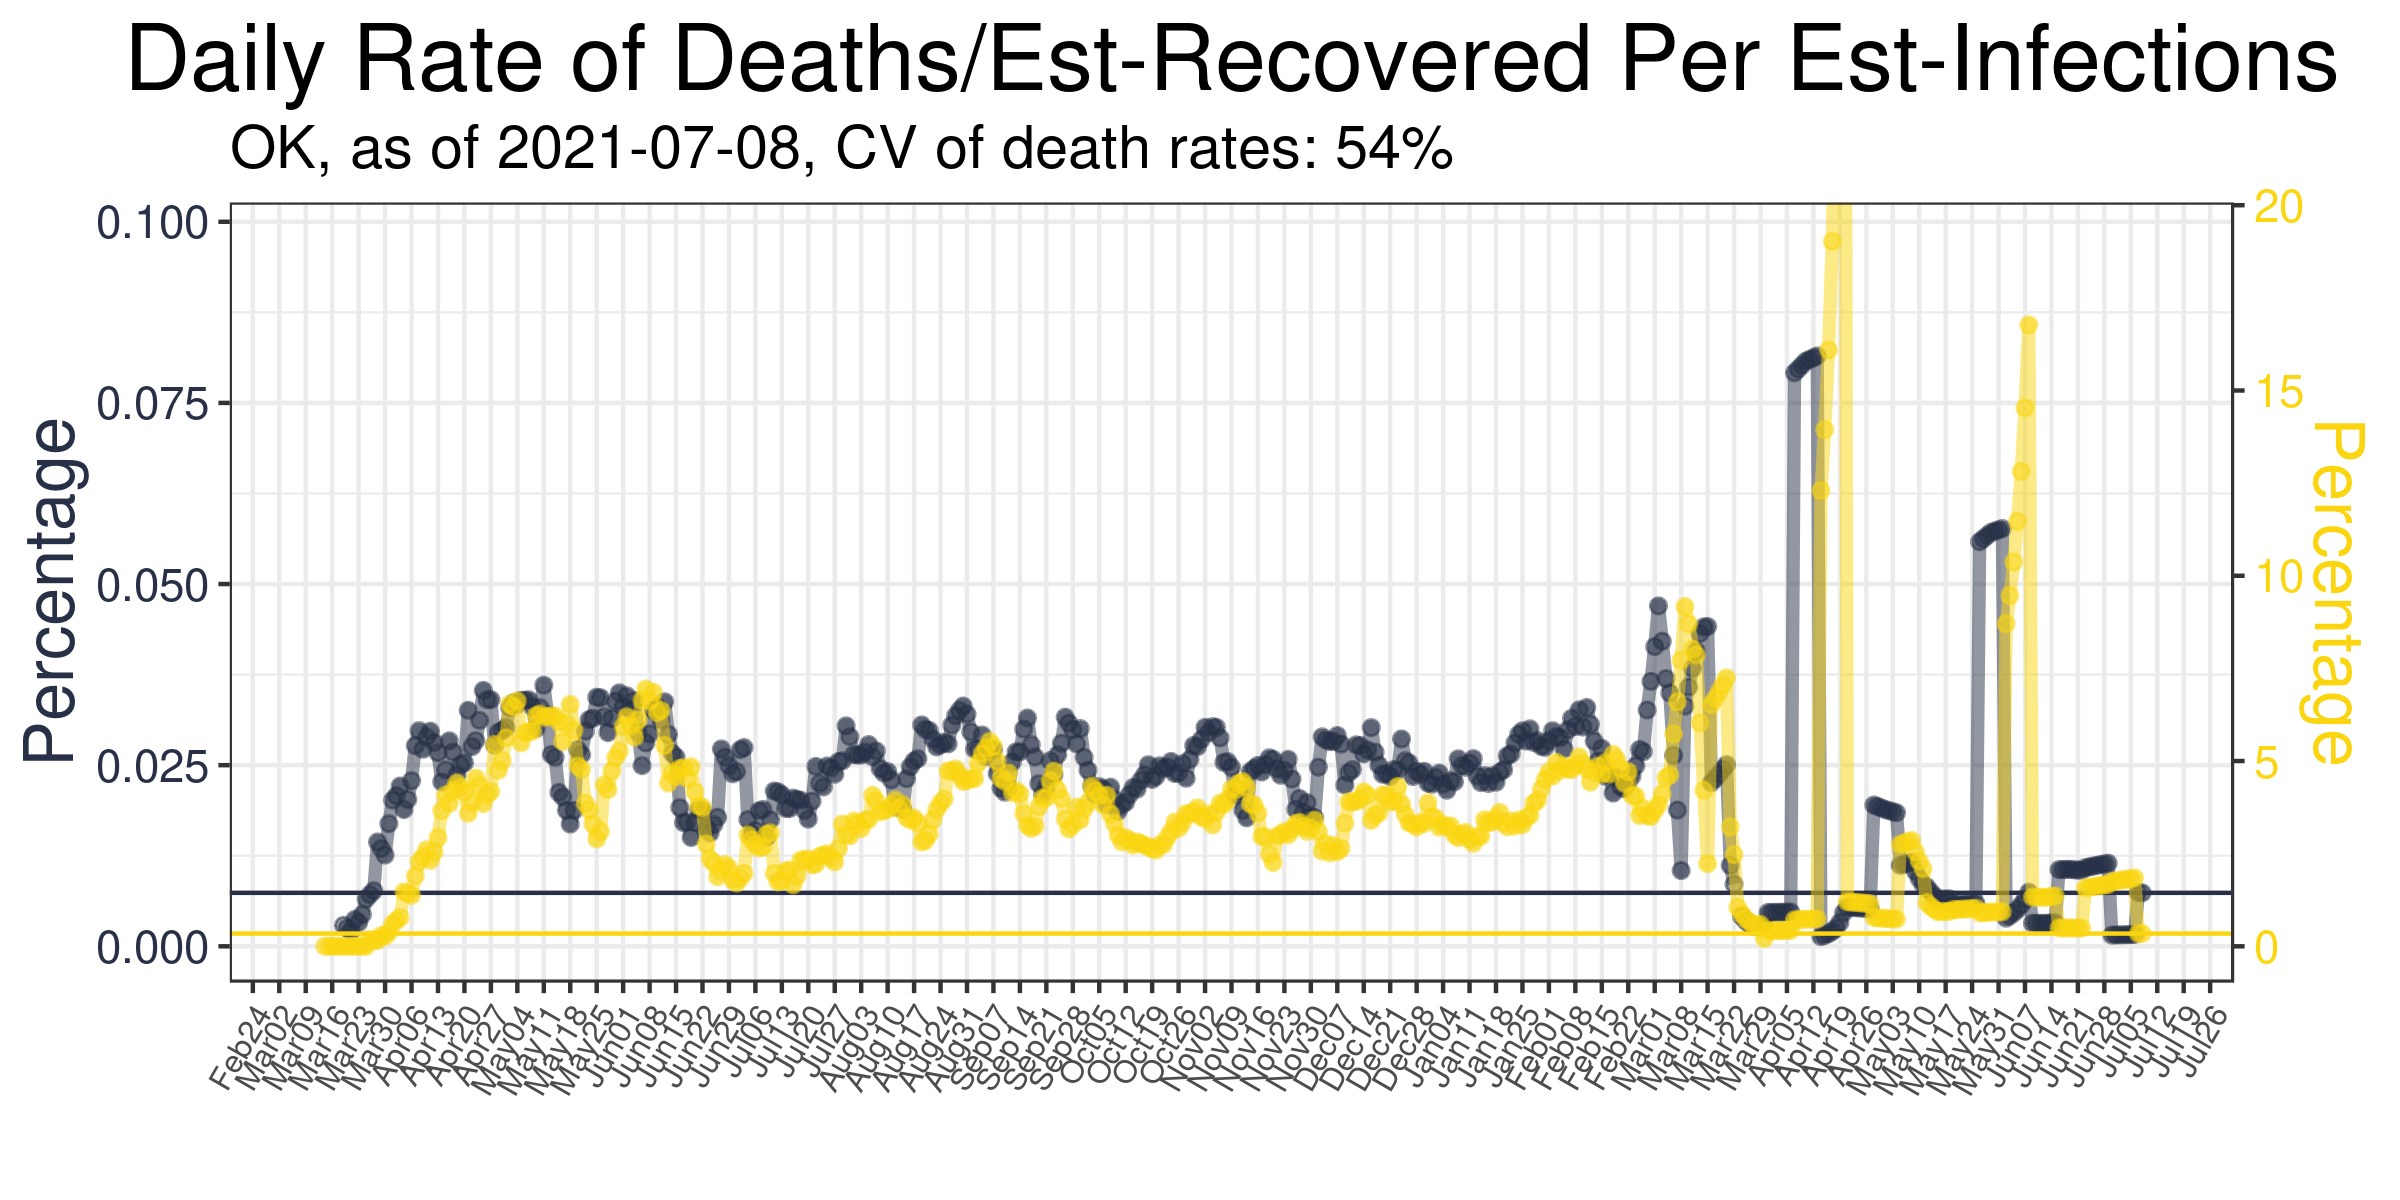 Daily Rate of Deaths/Est-Recovered Per Est-Infections
OK, as of 2021-07-08, CV of death rates: 54%
Percentage
0.100
0.075
0.050
0.025
0.000
20
15
10
5
0
Percentage
Feb24
Mar02
Mar09
Mar16
Mar23
Mar30
Apr06
Apr13
Apr20
Apr27
May04
May11
May18
May25
Jun01
Jun08
Jun15
Jun22
Jun29
Jul06
Jul13
Jul20
Jul27
Aug03
Aug10
Aug17
Aug24
Aug31
Sep07
Sep14
Sep21
Sep28
Oct05
Oct12
Oct19
Oct26
Nov02
Nov09
Nov16
Nov23
Nov30
Dec07
Dec14
Dec21
Dec28
Jan04
Jan11
Jan18
Jan25
Feb01
Feb08
Feb15
Feb22
Mar01
Mar08
Mar15
Mar22
Mar29
Apr05
Apr12
Apr19
Apr26
May03
May10
May17
May24
May31
Jun07
Jun14
Jun21
Jun28
Jul05
Jul12
Jul19
Jul26